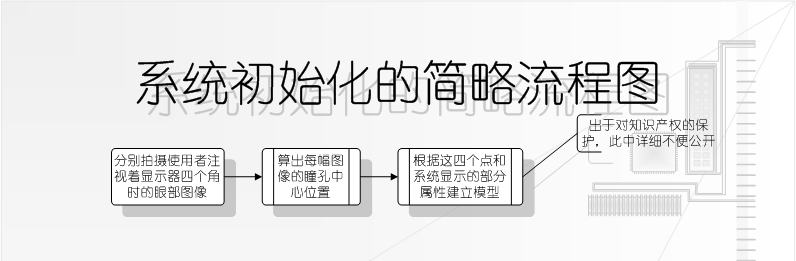 系统初始化的简略流程图
出于对知识产权的保
护，此中详细不便公开
分别拍摄使用者注
视着显示器四个角
时的眼部图像
算出每幅图
像的瞳孔中
心位置
根据这四个点和
系统显示的部分
属性建立模型